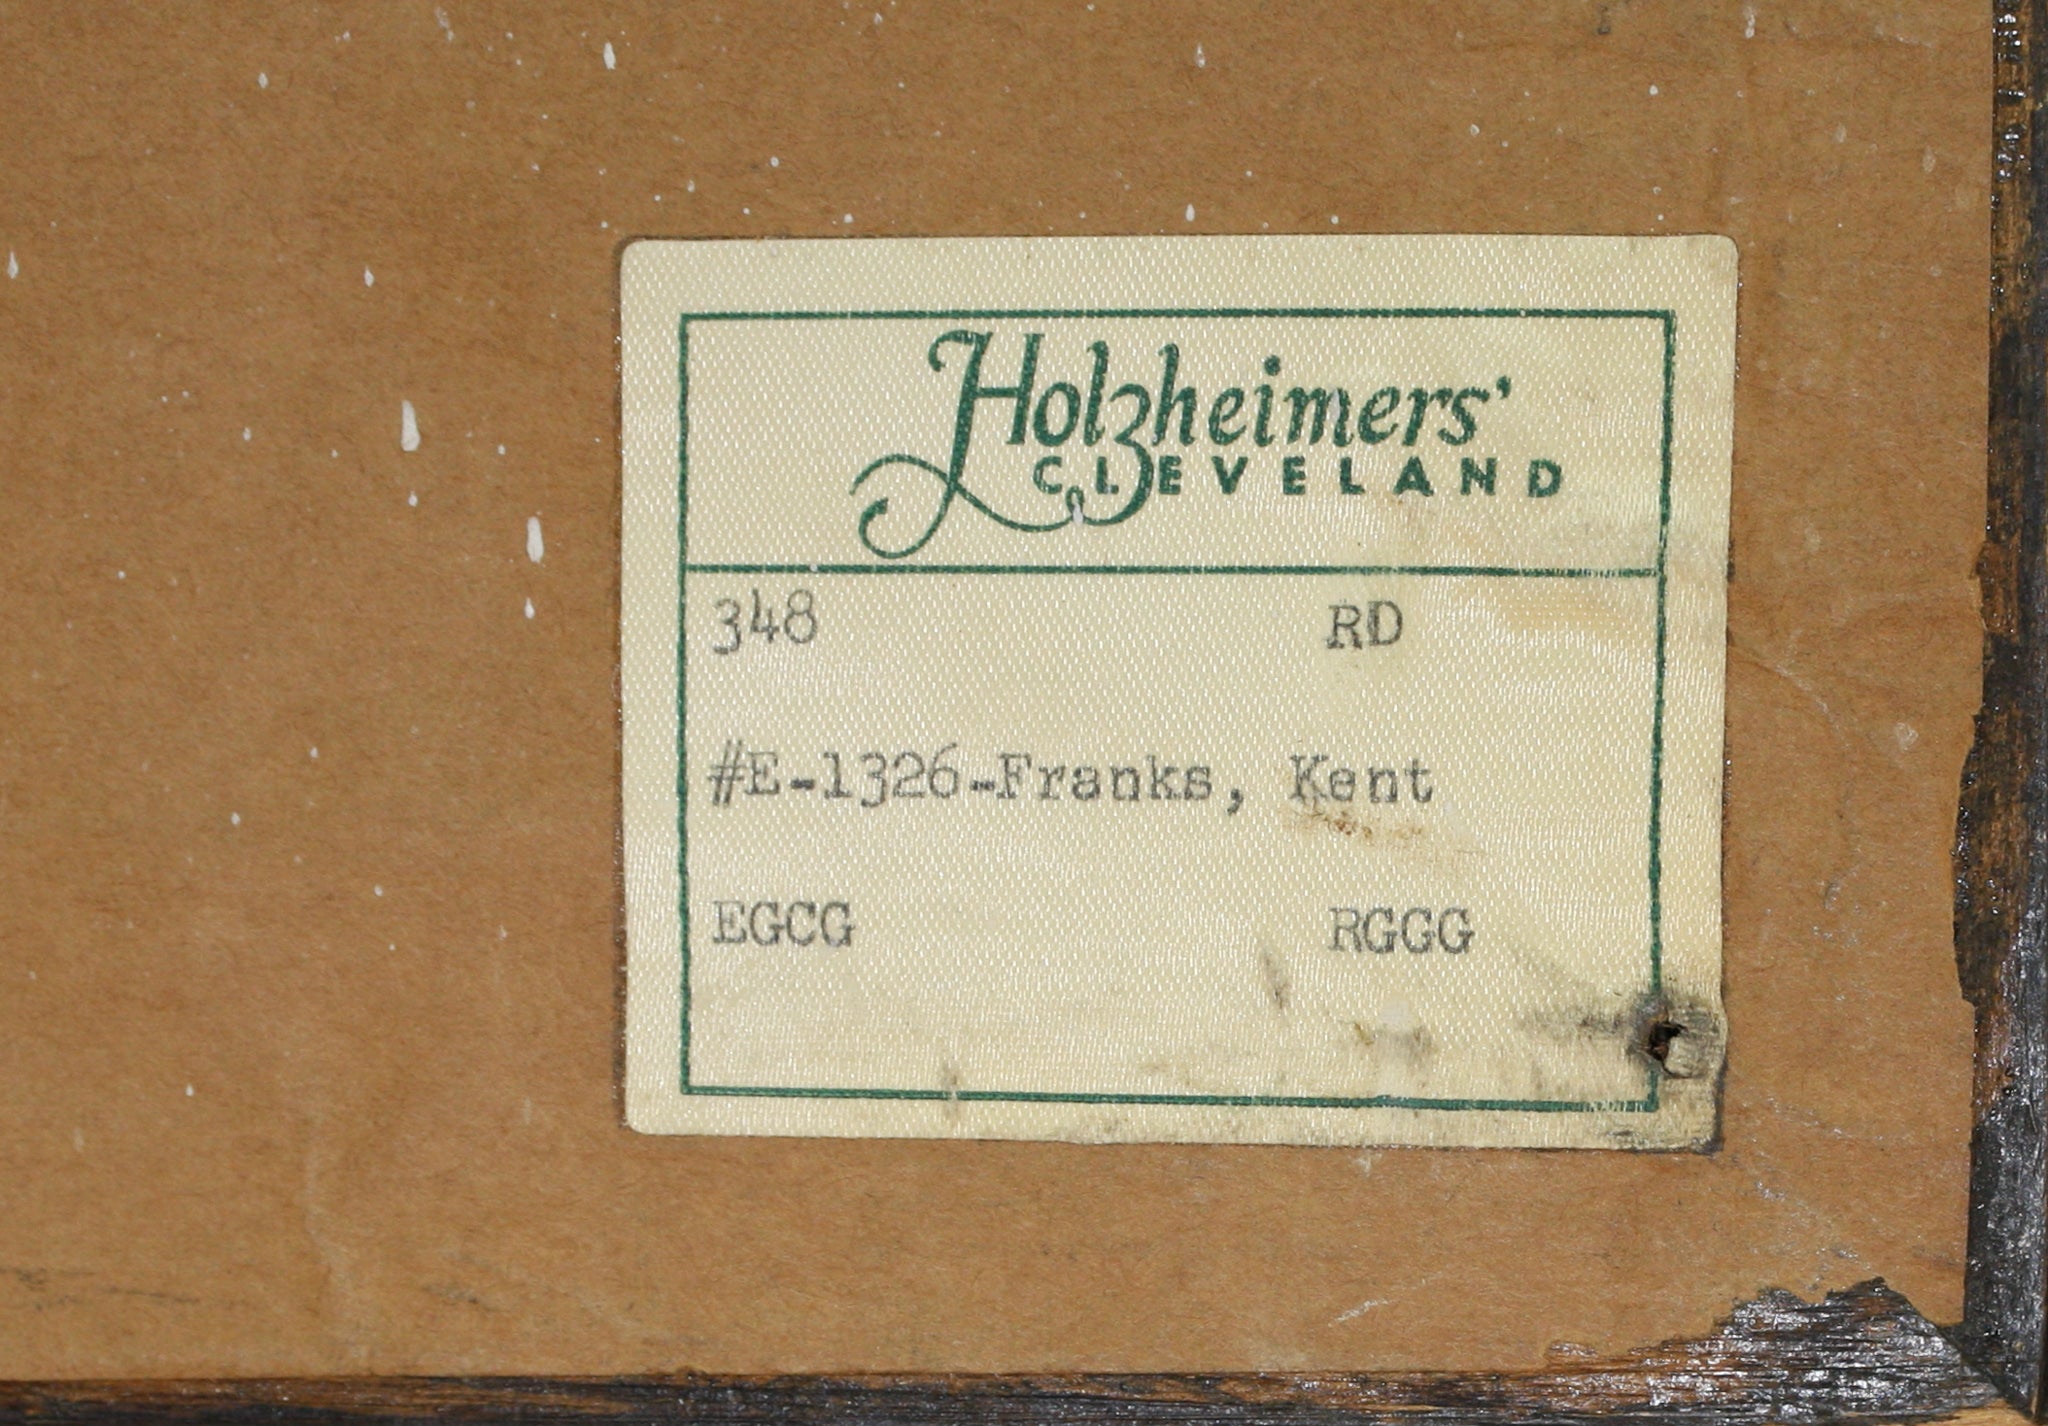 Holzheimers'
CLEVELAND
348 RD
#E-1326-Franks, Kent
EGCG RGGG